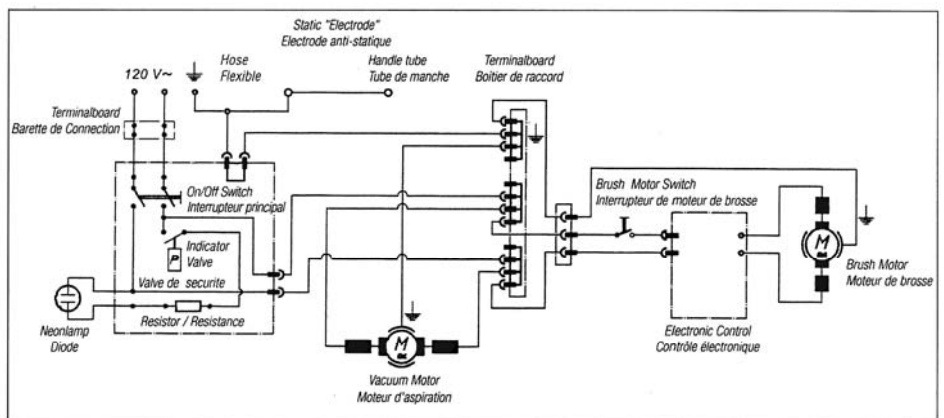 Static "Electrode"
Electrode anti-statique
120 V~
Hose
Flexible
Handle tube
Tube de manche
Terminalboard
Boitier de raccord
Terminalboard
Barette de Connection
On/Off Switch
Interrupteur principal
Brush Motor Switch
Interrupteur de moteur de brosse
Indicator
Valve
P
Valve de securite
M
Brush Motor
Moteur de brosse
Neonlamp
Diode
Resistor / Resistance
M
Electronic Control
Contrôle électronique
Vacuum Motor
Moteur d'aspiration